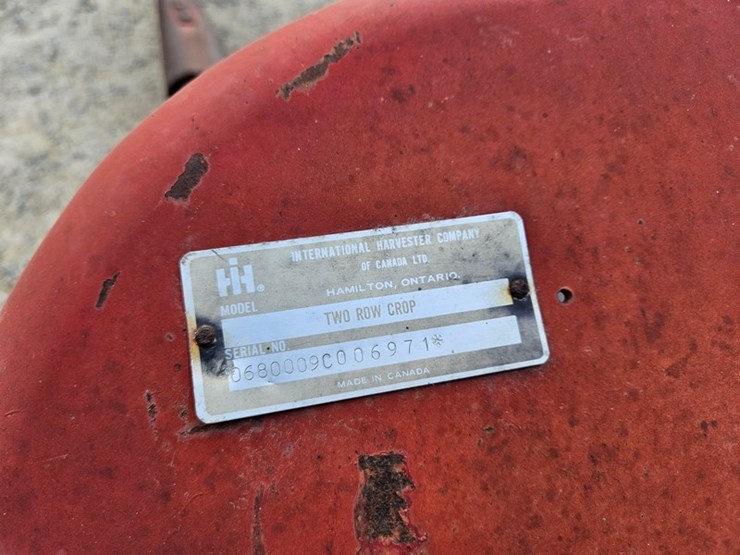 INTERNATIONAL HARVESTER COMPANY
OF CANADA LTD.
HAMILTON, ONTARIO.
IH®
MODEL
TWO ROW CROP
SERIAL NO.
*0680009C006971*
MADE IN CANADA